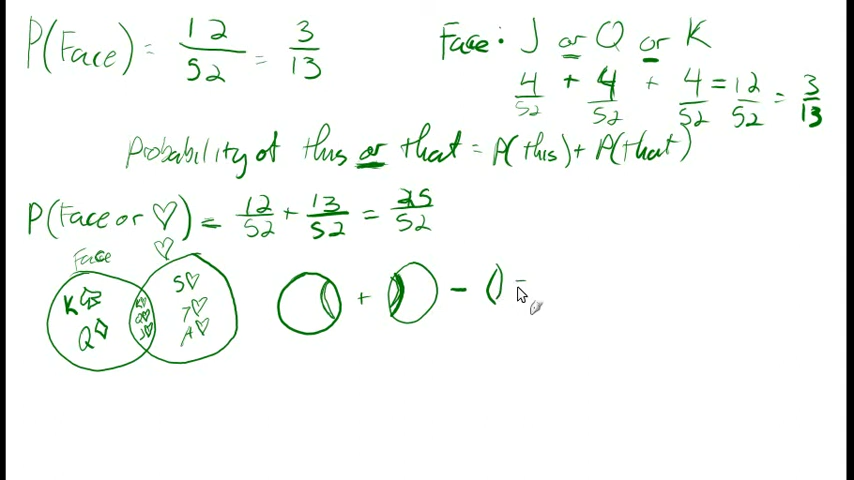 P(Face) = 12/52 = 3/13
Face: J or Q or K
4/52 + 4/52 + 4/52 = 12/52 = 3/13
Probability of this or that = P(this) + P(that)
P(Face or ♡) = 12/52 + 13/52 = 25/52
Face ♡
K♤ K♡ 5♡
Q♢ Q♡ 7♡
J♡ A♡
+ - =